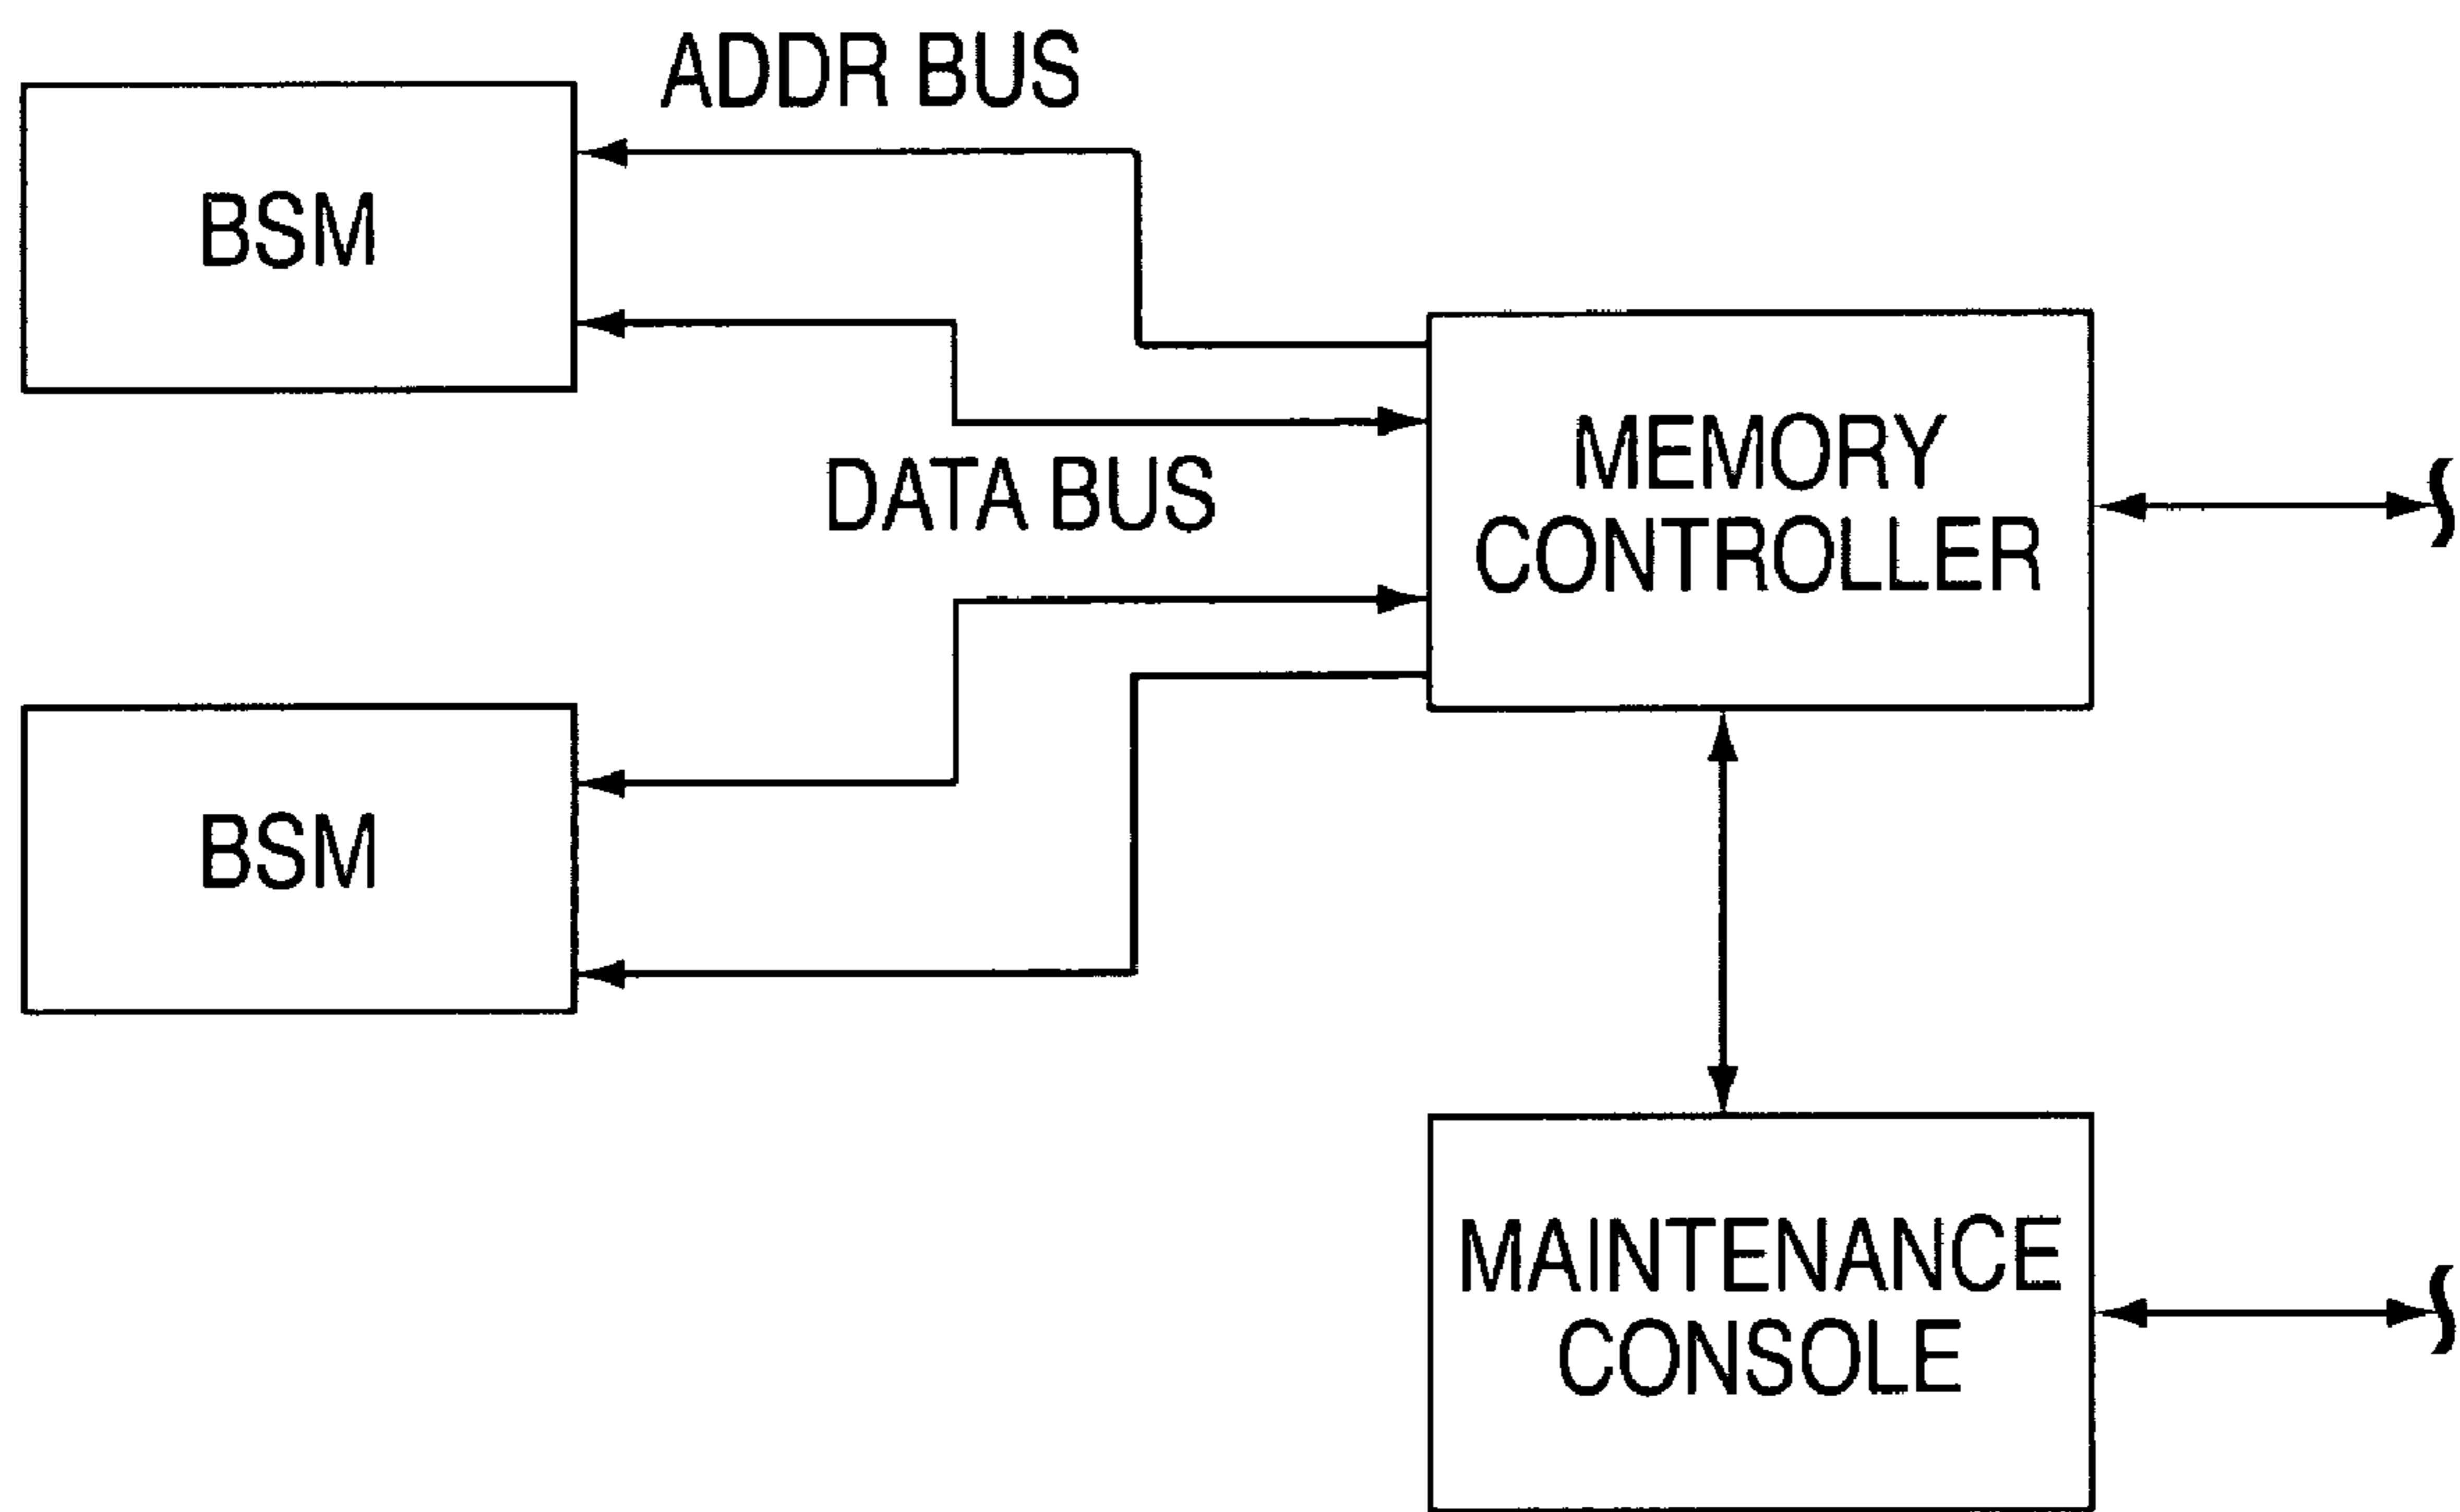 ADDR BUS
BSM
DATA BUS
MEMORY
CONTROLLER
BSM
MAINTENANCE
CONSOLE